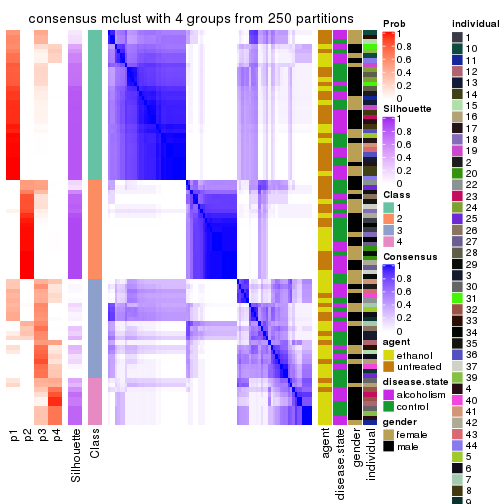 consensus mclust with 4 groups from 250 partitions
p1
p2
p3
p4
Silhouette
Class
agent
disease.state
gender
individual
Prob
1
0.8
0.6
0.4
0.2
0
Silhouette
1
0.8
0.6
0.4
0.2
0
Class
1
2
3
4
Consensus
1
0.8
0.6
0.4
0.2
0
agent
ethanol
untreated
disease.state
alcoholism
control
gender
female
male
individual
1
10
11
12
13
14
15
16
17
18
19
2
20
22
23
24
25
26
27
28
29
3
30
31
32
33
34
35
36
37
39
4
40
41
42
43
44
5
6
7
8
9